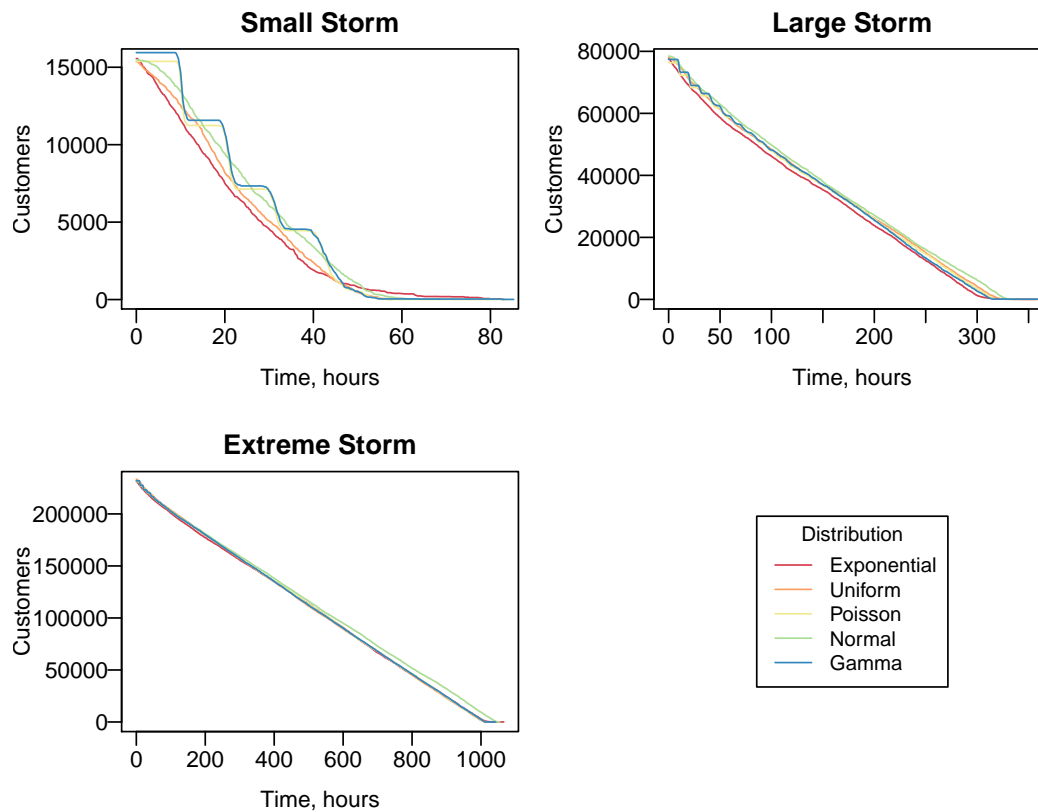 Small Storm
Customers
15000
10000
5000
0
0 20 40 60 80
Time, hours
Large Storm
Customers
80000
60000
40000
20000
0
0 50 100 200 300
Time, hours
Extreme Storm
Customers
200000
150000
100000
50000
0
0 200 400 600 800 1000
Time, hours
Distribution
Exponential
Uniform
Poisson
Normal
Gamma